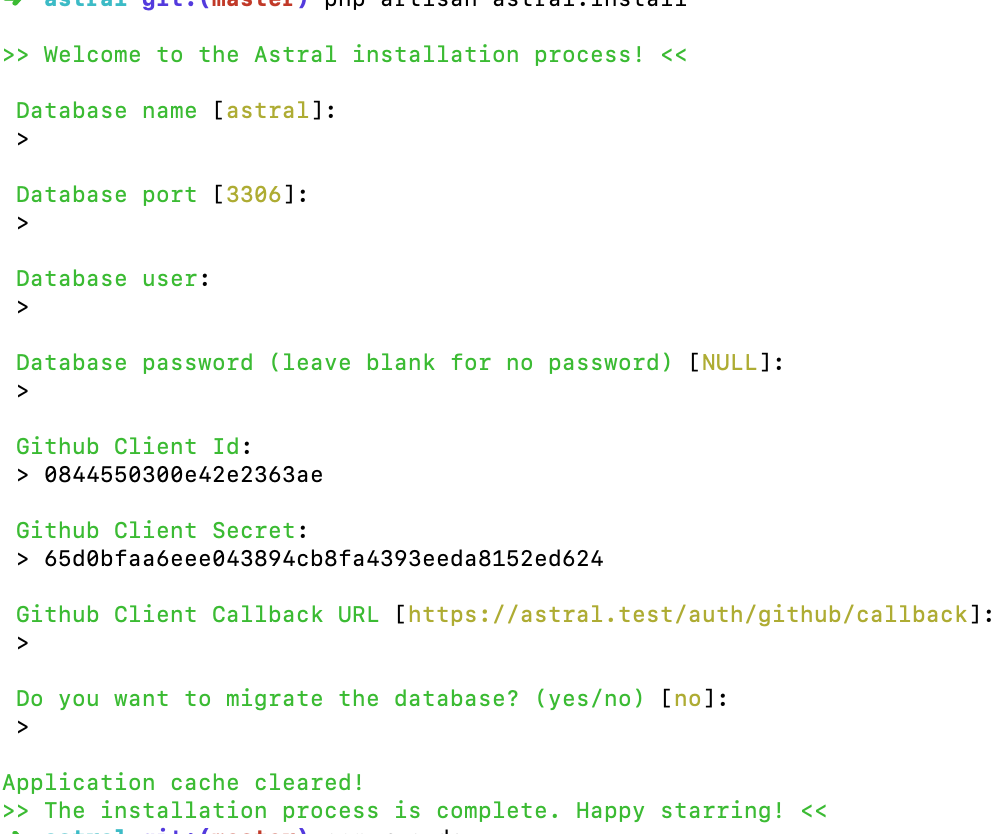 astral git:(master) php artisan astral:install
>> Welcome to the Astral installation process! <<
Database name [astral]:
>
Database port [3306]:
>
Database user:
>
Database password (leave blank for no password) [NULL]:
>
Github Client Id:
> 0844550300e42e2363ae
Github Client Secret:
> 65d0bfaa6eee043894cb8fa4393eeda8152ed624
Github Client Callback URL [https://astral.test/auth/github/callback]:
>
Do you want to migrate the database? (yes/no) [no]:
>
Application cache cleared!
>> The installation process is complete. Happy starring! <<
astral git:(master)